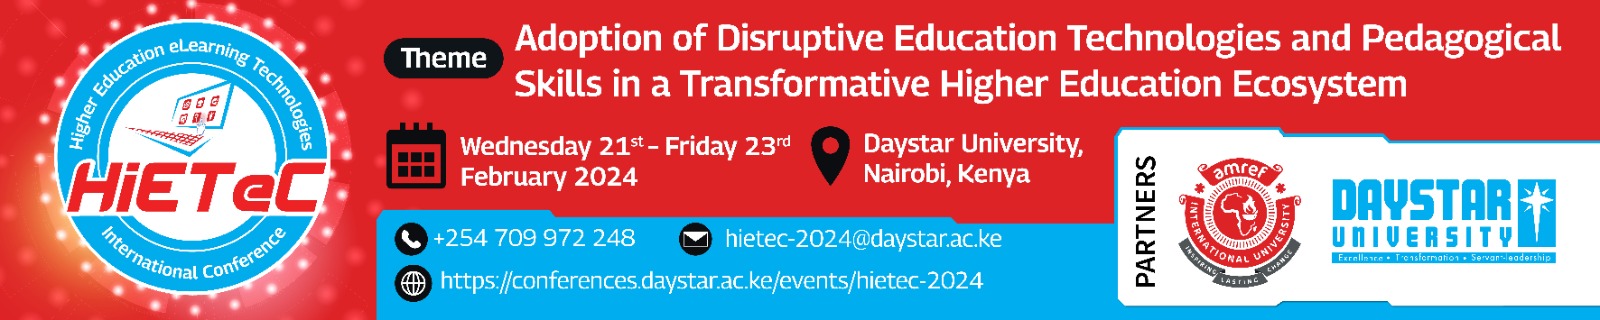 Higher Education eLearning Technologies
HiETeC
International Conference
Theme
Adoption of Disruptive Education Technologies and Pedagogical
Skills in a Transformative Higher Education Ecosystem
Wednesday 21st - Friday 23rd
February 2024
Daystar University,
Nairobi, Kenya
+254 709 972 248
hietec-2024@daystar.ac.ke
https://conferences.daystar.ac.ke/events/hietec-2024
PARTNERS
amref
INTERNATIONAL UNIVERSITY
INSPIRING LASTING CHANGE
DAYSTAR
UNIVERSITY
Excellence • Transformation • Servant-leadership